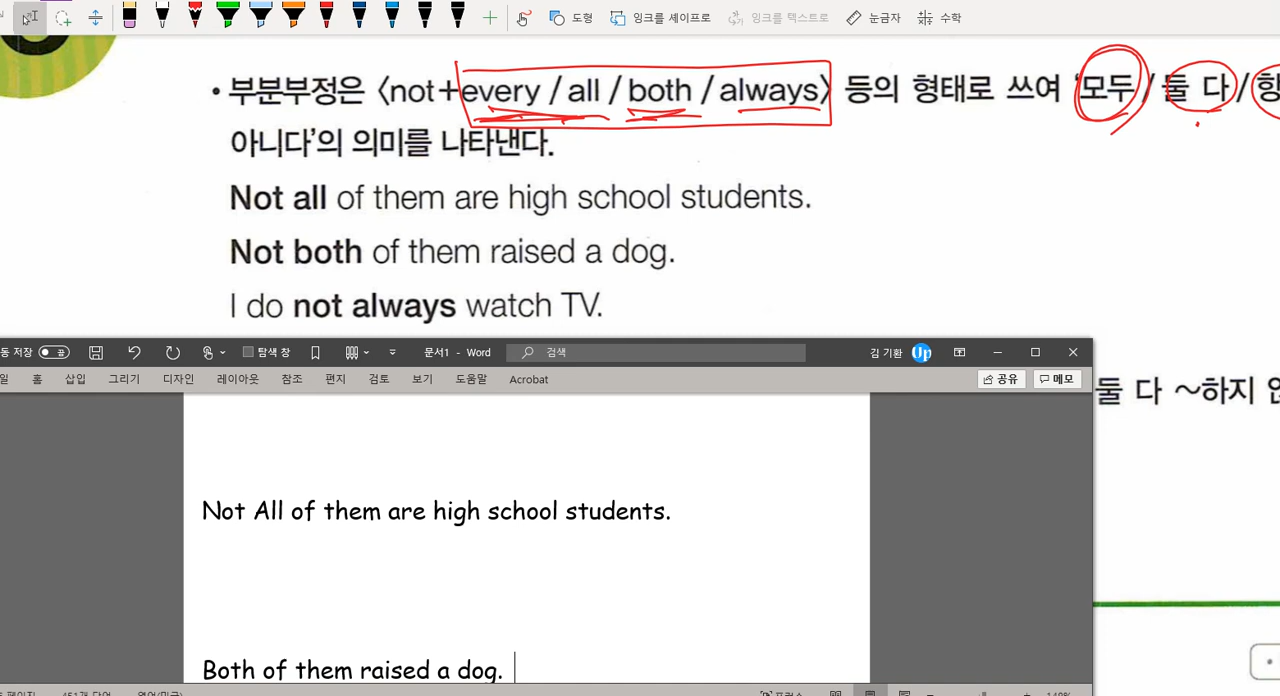 도형 잉크를 셰이프로 잉크를 텍스트로 눈금자 수학
• 부분부정은 〈not+every / all / both / always〉 등의 형태로 쓰여 '모두 / 둘 다 / 항
아니다'의 의미를 나타낸다.
Not all of them are high school students.
Not both of them raised a dog.
I do not always watch TV.
동 저장 탐색 창 문서1 - Word 검색 김 기환 Up
홈 삽입 그리기 디자인 레이아웃 참조 편지 검토 보기 도움말 Acrobat 공유 메모
둘 다 ～하지 않
Not All of them are high school students.
Both of them raised a dog.